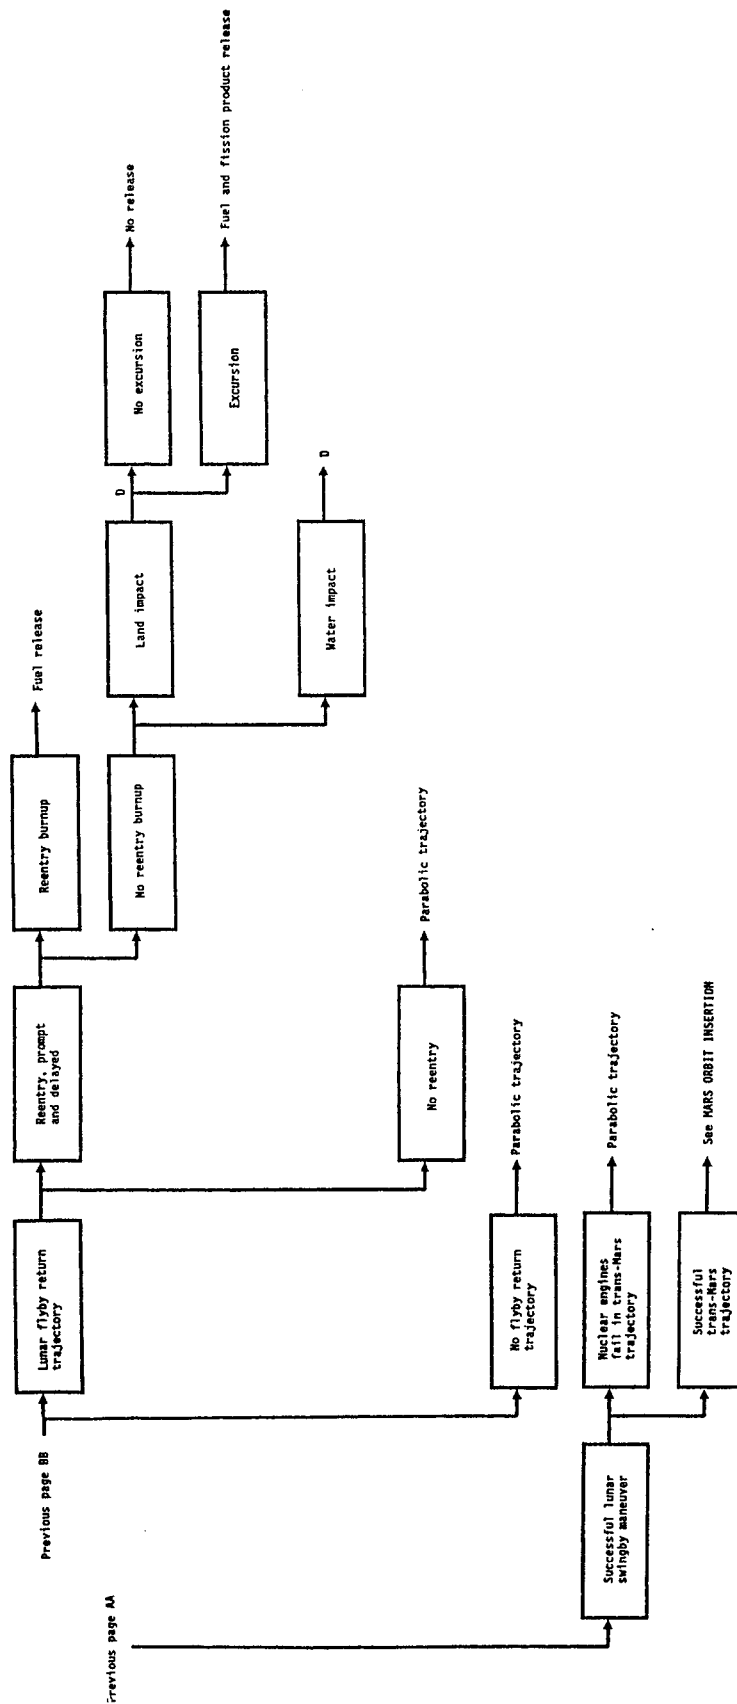 Previous page AA
Previous page BB
Lunar flyby return
trajectory
Reentry, prompt
and delayed
Reentry burnup
Fuel release
No reentry burnup
Land impact
D
No excursion
No release
Excursion
Fuel and fission product release
Water impact
D
No reentry
Parabolic trajectory
No flyby return
trajectory
Parabolic trajectory
Successful lunar
swingby maneuver
Nuclear engines
fail in trans-Mars
trajectory
Parabolic trajectory
Successful
trans-Mars
trajectory
See MARS ORBIT INSERTION